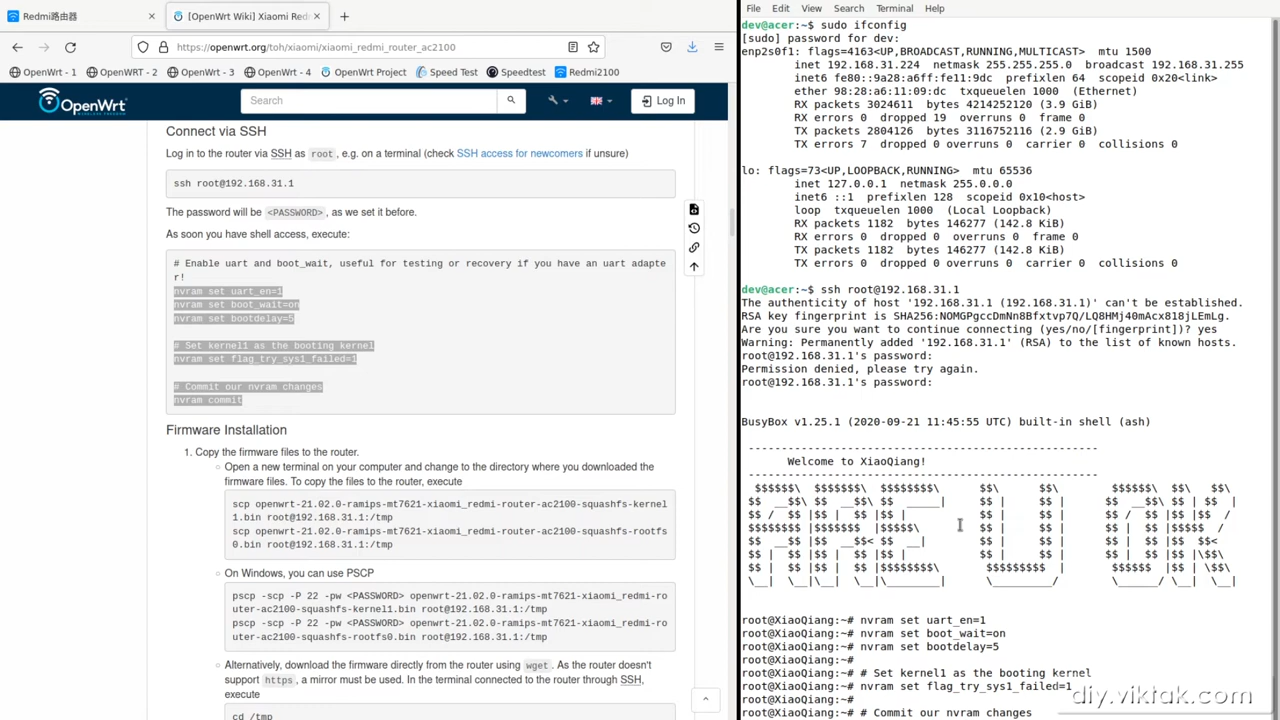 Redmi路由器
[OpenWrt Wiki] Xiaomi Red
https://openwrt.org/toh/xiaomi/xiaomi_redmi_router_ac2100
OpenWrt - 1
OpenWRT - 2
OpenWrt - 3
OpenWrt - 4
OpenWrt Project
Speed Test
Speedtest
Redmi2100
OpenWrt
WIRELESS FREEDOM
Search
Log In
Connect via SSH
Log in to the router via SSH as root , e.g. on a terminal (check SSH access for newcomers if unsure)
ssh root@192.168.31.1
The password will be <PASSWORD> , as we set it before.
As soon you have shell access, execute:
# Enable uart and boot_wait, useful for testing or recovery if you have an uart adapte
r!
nvram set uart_en=1
nvram set boot_wait=on
nvram set bootdelay=5
# Set kernel1 as the booting kernel
nvram set flag_try_sys1_failed=1
# Commit our nvram changes
nvram commit
Firmware Installation
1. Copy the firmware files to the router.
Open a new terminal on your computer and change to the directory where you downloaded the
firmware files. To copy the files to the router, execute
scp openwrt-21.02.0-ramips-mt7621-xiaomi_redmi-router-ac2100-squashfs-kernel
1.bin root@192.168.31.1:/tmp
scp openwrt-21.02.0-ramips-mt7621-xiaomi_redmi-router-ac2100-squashfs-rootfs
0.bin root@192.168.31.1:/tmp
On Windows, you can use PSCP
pscp -scp -P 22 -pw <PASSWORD> openwrt-21.02.0-ramips-mt7621-xiaomi_redmi-ro
uter-ac2100-squashfs-kernel1.bin root@192.168.31.1:/tmp
pscp -scp -P 22 -pw <PASSWORD> openwrt-21.02.0-ramips-mt7621-xiaomi_redmi-ro
uter-ac2100-squashfs-rootfs0.bin root@192.168.31.1:/tmp
Alternatively, download the firmware directly from the router using wget. As the router doesn't
support https , a mirror must be used. In the terminal connected to the router through SSH,
execute
cd /tmp
File Edit View Search Terminal Help
dev@acer:~$ sudo ifconfig
[sudo] password for dev:
enp2s0f1: flags=4163<UP,BROADCAST,RUNNING,MULTICAST> mtu 1500
inet 192.168.31.224 netmask 255.255.255.0 broadcast 192.168.31.255
inet6 fe80::9a28:a6ff:fe11:9dc prefixlen 64 scopeid 0x20<link>
ether 98:28:a6:11:09:dc txqueuelen 1000 (Ethernet)
RX packets 3024611 bytes 4214252120 (3.9 GiB)
RX errors 0 dropped 19 overruns 0 frame 0
TX packets 2804126 bytes 3116752116 (2.9 GiB)
TX errors 7 dropped 0 overruns 0 carrier 0 collisions 0
lo: flags=73<UP,LOOPBACK,RUNNING> mtu 65536
inet 127.0.0.1 netmask 255.0.0.0
inet6 ::1 prefixlen 128 scopeid 0x10<host>
loop txqueuelen 1000 (Local Loopback)
RX packets 1182 bytes 146277 (142.8 KiB)
RX errors 0 dropped 0 overruns 0 frame 0
TX packets 1182 bytes 146277 (142.8 KiB)
TX errors 0 dropped 0 overruns 0 carrier 0 collisions 0
dev@acer:~$ ssh root@192.168.31.1
The authenticity of host '192.168.31.1 (192.168.31.1)' can't be established.
RSA key fingerprint is SHA256:NOMGPgccDmNn8Bfxtvp7Q/LQ8HMj40mAcx818jLEmLg.
Are you sure you want to continue connecting (yes/no/[fingerprint])? yes
Warning: Permanently added '192.168.31.1' (RSA) to the list of known hosts.
root@192.168.31.1's password:
Permission denied, please try again.
root@192.168.31.1's password:
BusyBox v1.25.1 (2020-09-21 11:45:55 UTC) built-in shell (ash)
Welcome to XiaoQiang!
ARE U OK
root@XiaoQiang:~# nvram set uart_en=1
root@XiaoQiang:~# nvram set boot_wait=on
root@XiaoQiang:~# nvram set bootdelay=5
root@XiaoQiang:~#
root@XiaoQiang:~# # Set kernel1 as the booting kernel
root@XiaoQiang:~# nvram set flag_try_sys1_failed=1
root@XiaoQiang:~#
root@XiaoQiang:~# # Commit our nvram changes
diy.viktak.com